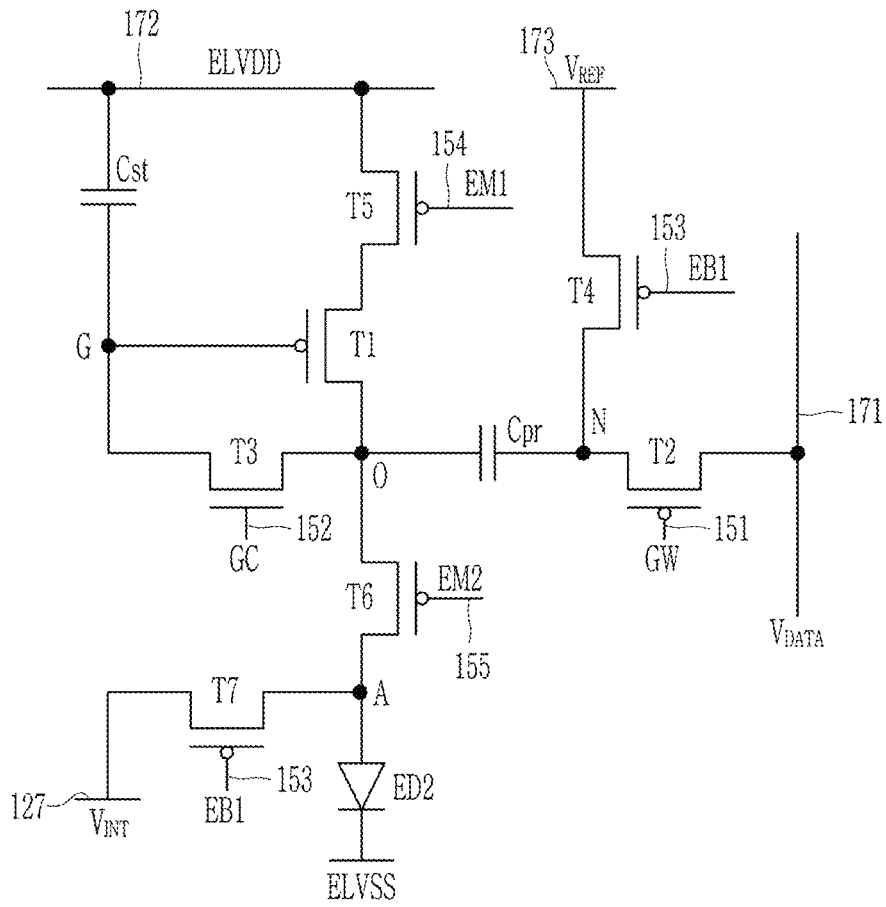 172
173
ELVDD
VREF
154
Cst
EM1
T5
153
EB1
T4
G
T1
171
Cpr
N
T3
T2
O
152
151
GC
GW
EM2
T6
155
VDATA
T7
A
153
ED2
127
EB1
VINT
ELVSS